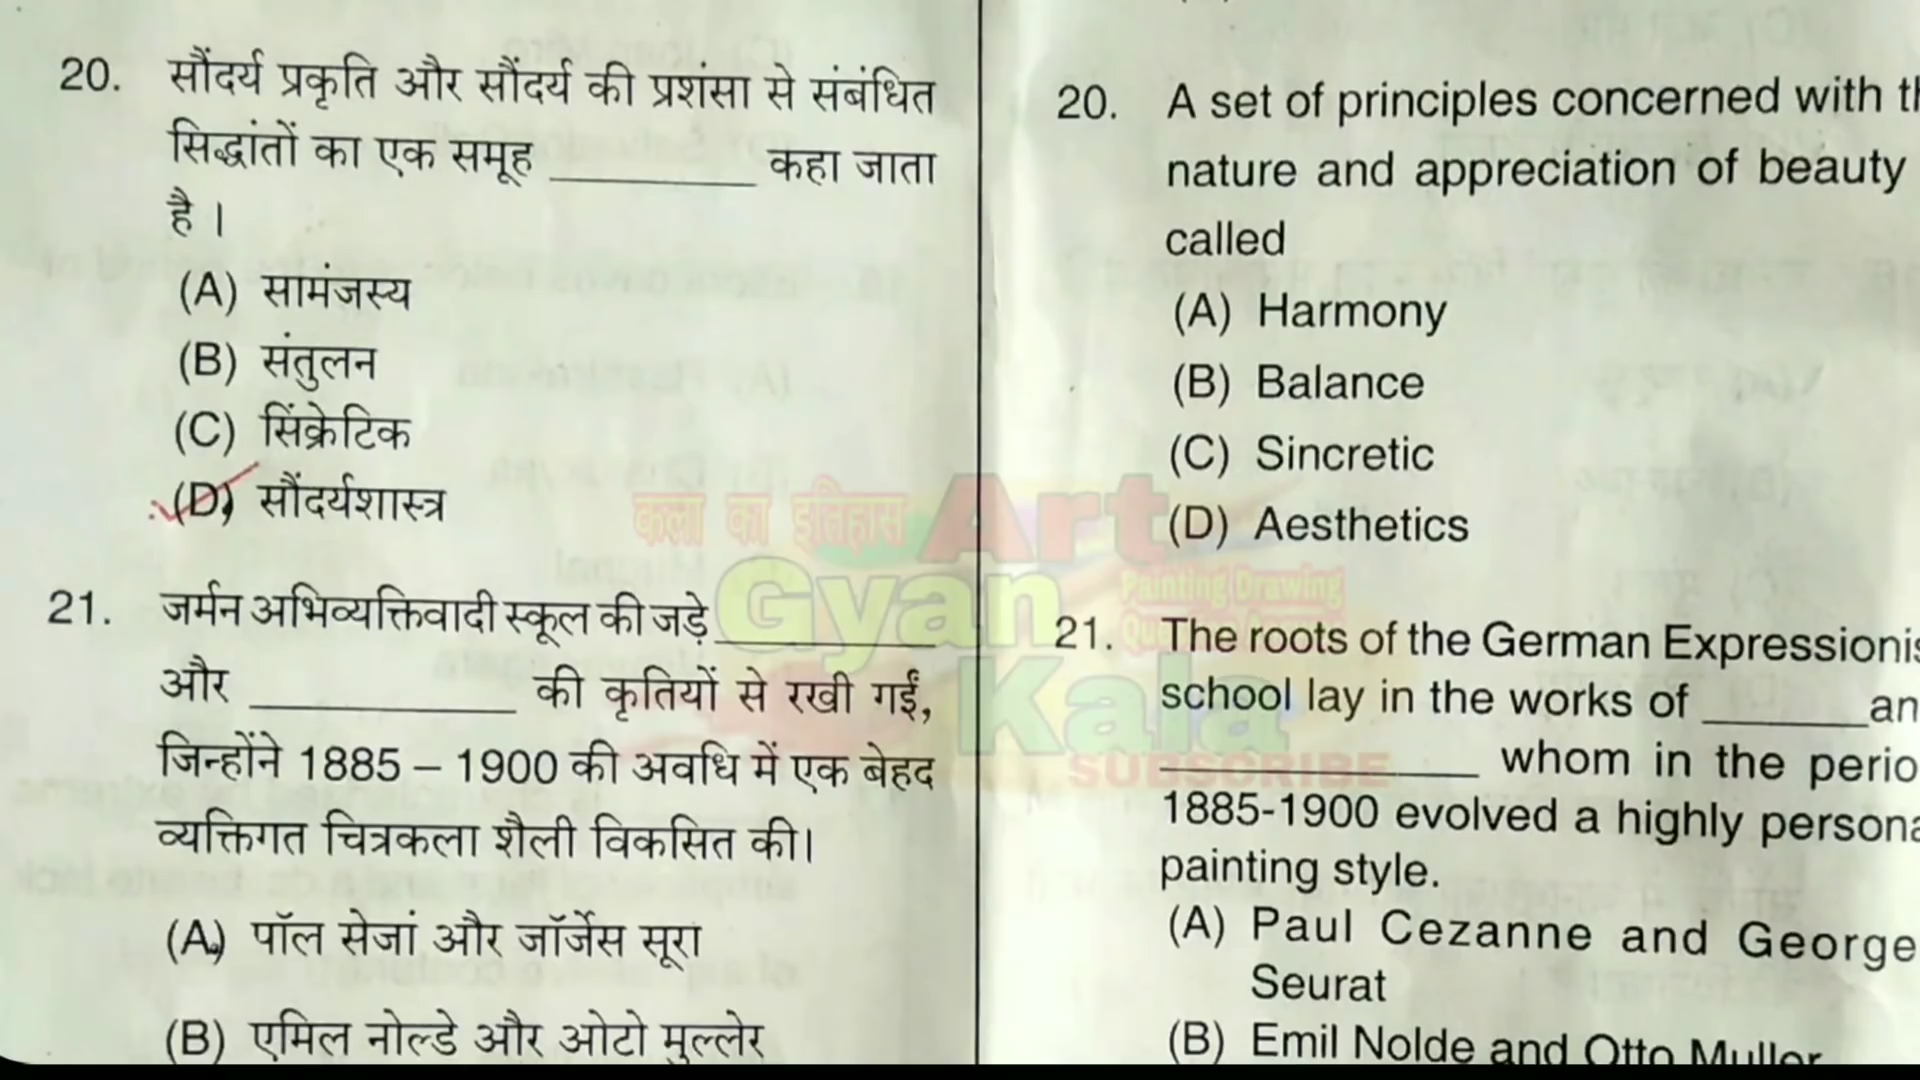 20. सौंदर्य प्रकृति और सौंदर्य की प्रशंसा से संबंधित
सिद्धांतों का एक समूह ________ कहा जाता
है ।
(A) सामंजस्य
(B) संतुलन
(C) सिंक्रेटिक
(D) सौंदर्यशास्त्र
21. जर्मन अभिव्यक्तिवादी स्कूल की जड़े ________
और ________ की कृतियों से रखी गईं,
जिन्होंने 1885 – 1900 की अवधि में एक बेहद
व्यक्तिगत चित्रकला शैली विकसित की।
(A) पॉल सेजां और जॉर्जेस सूरा
(B) एमिल नोल्डे और ओटो मुल्लेर
20. A set of principles concerned with th
nature and appreciation of beauty
called
(A) Harmony
(B) Balance
(C) Sincretic
(D) Aesthetics
21. The roots of the German Expressionis
school lay in the works of ________ an
________ whom in the perio
1885-1900 evolved a highly persona
painting style.
(A) Paul Cezanne and George
Seurat
(B) Emil Nolde and Otto Muller
कला का इतिहास Art
Gyan
Painting Drawing
Kala
SUBSCRIBE